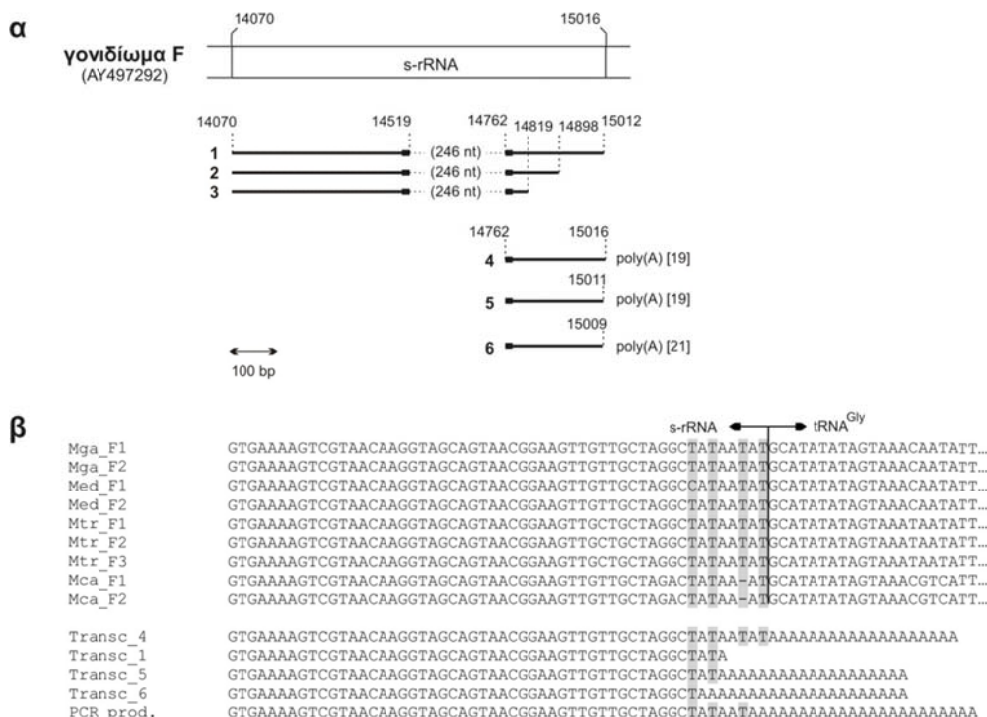 α
14070 15016
γονιδίωμα F
(AY497292)
s-rRNA
14070 14519 14762 14819 14898 15012
1 (246 nt)
2 (246 nt)
3 (246 nt)
14762 15016
4 poly(A) [19]
15011
5 poly(A) [19]
15009
6 poly(A) [21]
100 bp
β
s-rRNA tRNAGly
Mga_F1 GTGAAAAGTCGTAACAAGGTAGCAGTAACGGAAGTTGTTGCTAGGCTATAATATGCATATATAGTAAACAATATT…
Mga_F2 GTGAAAAGTCGTAACAAGGTAGCAGTAACGGAAGTTGTTGCTAGGCTATAATATGCATATATAGTAAACAATATT…
Med_F1 GTGAAAAGTCGTAACAAGGTAGCAGTAACGGAAGTTGTTGCTAGGCCATAATATGCATATATAGTAAACAATATT…
Med_F2 GTGAAAAGTCGTAACAAGGTAGCAGTAACGGAAGTTGTTGCTAGGCTATAATATGCATATATAGTAAACAATATT…
Mtr_F1 GTGAAAAGTCGTAACAAGGTAGCAGTAACGGAAGTTGCTGCTAGGCTATAATATGCATATATAGTAAATAATATT…
Mtr_F2 GTGAAAAGTCGTAACAAGGTAGCAGTAACGGAAGTTGCTGCTAGGCTATAATATGCATATATAGTAAATAATATT…
Mtr_F3 GTGAAAAGTCGTAACAAGGTAGCAGTAACGGAAGTTGCTGCTAGGCTATAATATGCATATATAGTAAATAATATT…
Mca_F1 GTGAAAAGTCGTAACAAGGTAGCAGTAACGGAAGTTGTTGCTAGACTATAA-ATGCATATATAGTAAACGTCATT…
Mca_F2 GTGAAAAGTCGTAACAAGGTAGCAGTAACGGAAGTTGTTGCTAGACTATAA-ATGCATATATAGTAAACGTCATT…
Transc_4 GTGAAAAGTCGTAACAAGGTAGCAGTAACGGAAGTTGTTGCTAGGCTATAATATAAAAAAAAAAAAAAAAAAA
Transc_1 GTGAAAAGTCGTAACAAGGTAGCAGTAACGGAAGTTGTTGCTAGGCTATA
Transc_5 GTGAAAAGTCGTAACAAGGTAGCAGTAACGGAAGTTGTTGCTAGGCTATAAAAAAAAAAAAAAAAAAA
Transc_6 GTGAAAAGTCGTAACAAGGTAGCAGTAACGGAAGTTGTTGCTAGGCTAAAAAAAAAAAAAAAAAAAAA
PCR prod. GTGAAAAGTCGTAACAAGGTAGCAGTAACGGAAGTTGTTGCTAGGCTATAATAAAAAAAAAAAAAAAAAAAAAAA